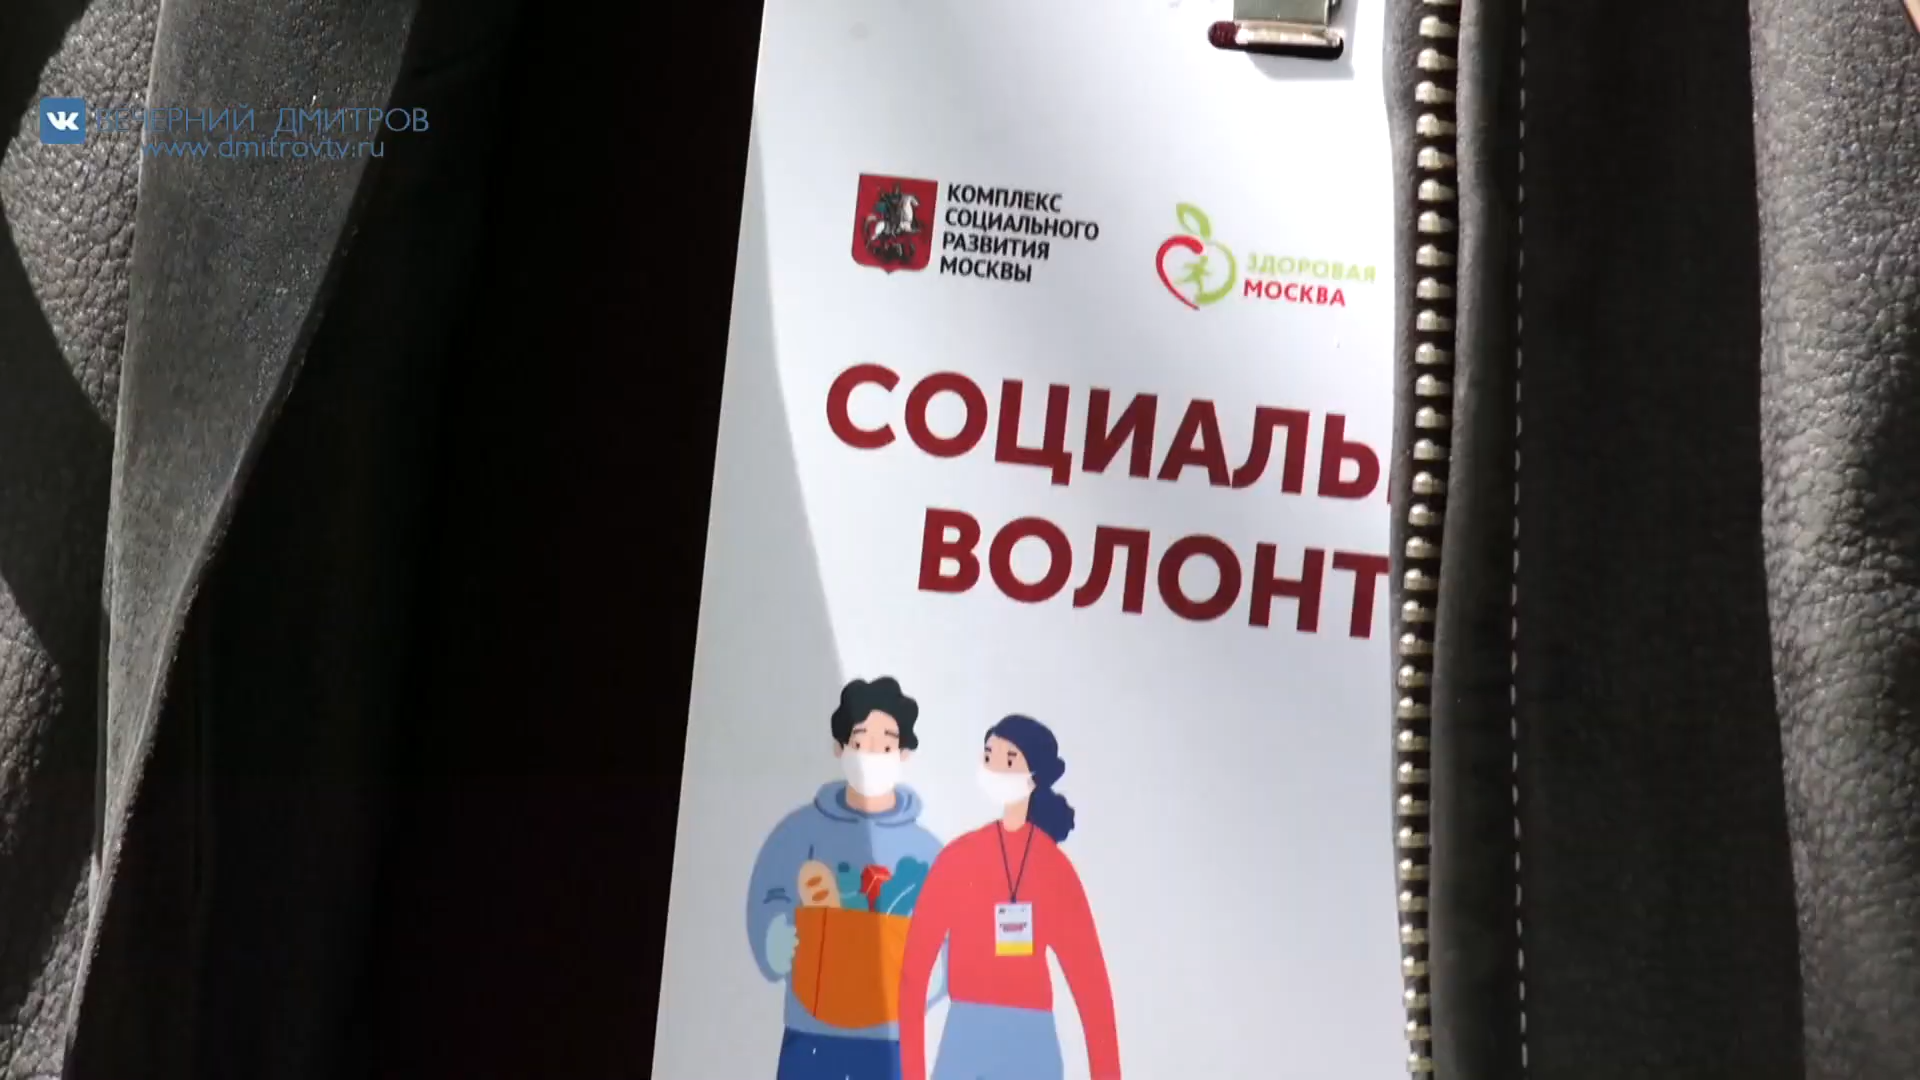 ВЕЧЕРНИЙ ДМИТРОВ
www.dmitrovtv.ru
КОМПЛЕКС
СОЦИАЛЬНОГО
РАЗВИТИЯ
МОСКВЫ
ЗДОРОВАЯ
МОСКВА
СОЦИАЛЬ
ВОЛОНТ